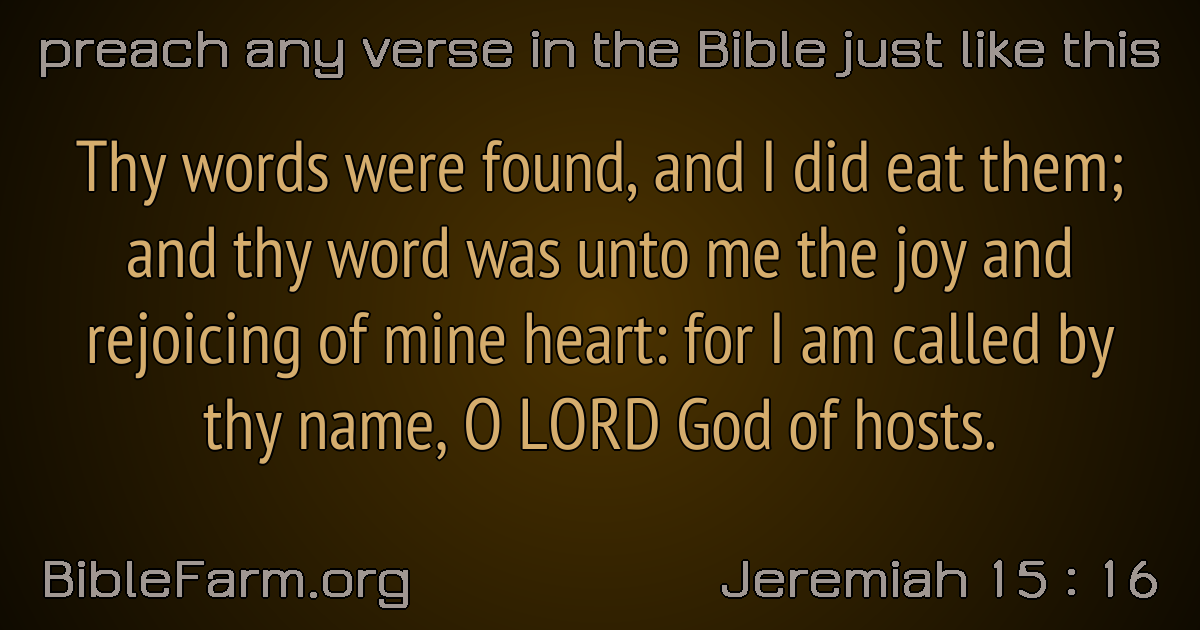 preach any verse in the Bible just like this
Thy words were found, and I did eat them;
and thy word was unto me the joy and
rejoicing of mine heart: for I am called by
thy name, O LORD God of hosts.
BibleFarm.org
Jeremiah 15 : 16